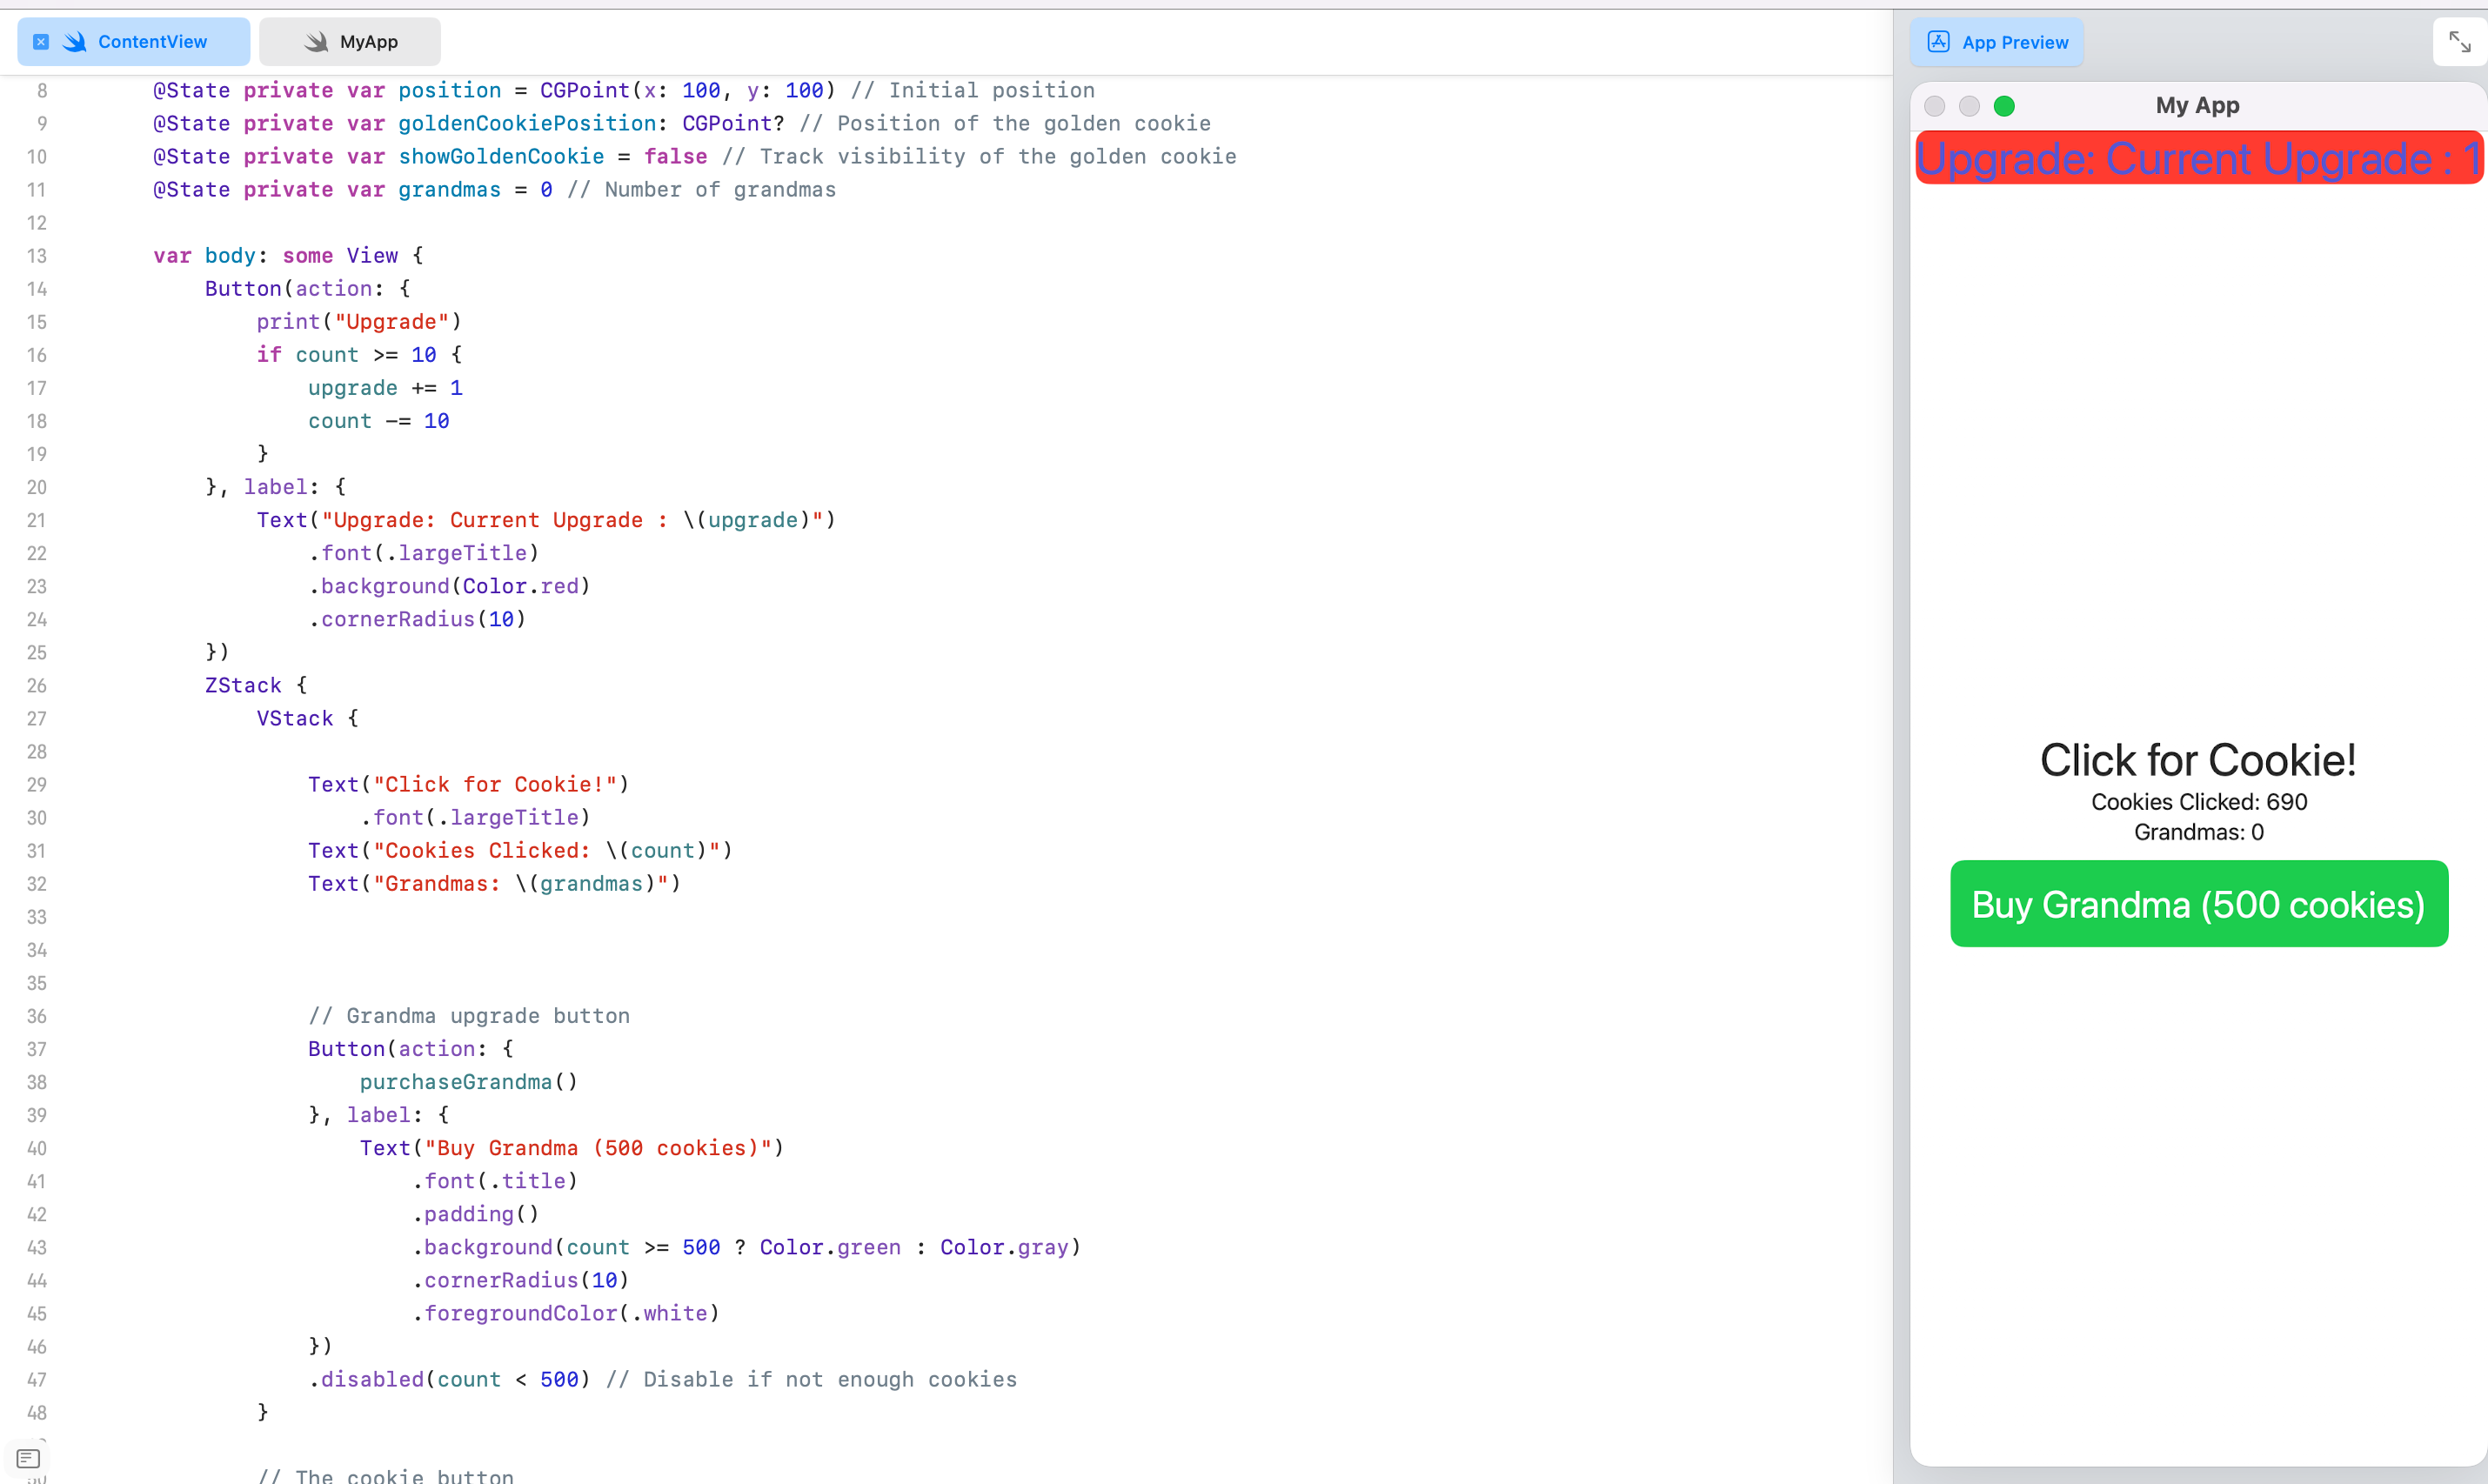 ContentView
MyApp
8 @State private var position = CGPoint(x: 100, y: 100) // Initial position
9 @State private var goldenCookiePosition: CGPoint? // Position of the golden cookie
10 @State private var showGoldenCookie = false // Track visibility of the golden cookie
11 @State private var grandmas = 0 // Number of grandmas
12
13 var body: some View {
14 Button(action: {
15 print("Upgrade")
16 if count >= 10 {
17 upgrade += 1
18 count -= 10
19 }
20 }, label: {
21 Text("Upgrade: Current Upgrade : \(upgrade)")
22 .font(.largeTitle)
23 .background(Color.red)
24 .cornerRadius(10)
25 })
26 ZStack {
27 VStack {
28
29 Text("Click for Cookie!")
30 .font(.largeTitle)
31 Text("Cookies Clicked: \(count)")
32 Text("Grandmas: \(grandmas)")
33
34
35
36 // Grandma upgrade button
37 Button(action: {
38 purchaseGrandma()
39 }, label: {
40 Text("Buy Grandma (500 cookies)")
41 .font(.title)
42 .padding()
43 .background(count >= 500 ? Color.green : Color.gray)
44 .cornerRadius(10)
45 .foregroundColor(.white)
46 })
47 .disabled(count < 500) // Disable if not enough cookies
48 }
// The cookie button
App Preview
My App
Upgrade: Current Upgrade : 1
Click for Cookie!
Cookies Clicked: 690
Grandmas: 0
Buy Grandma (500 cookies)